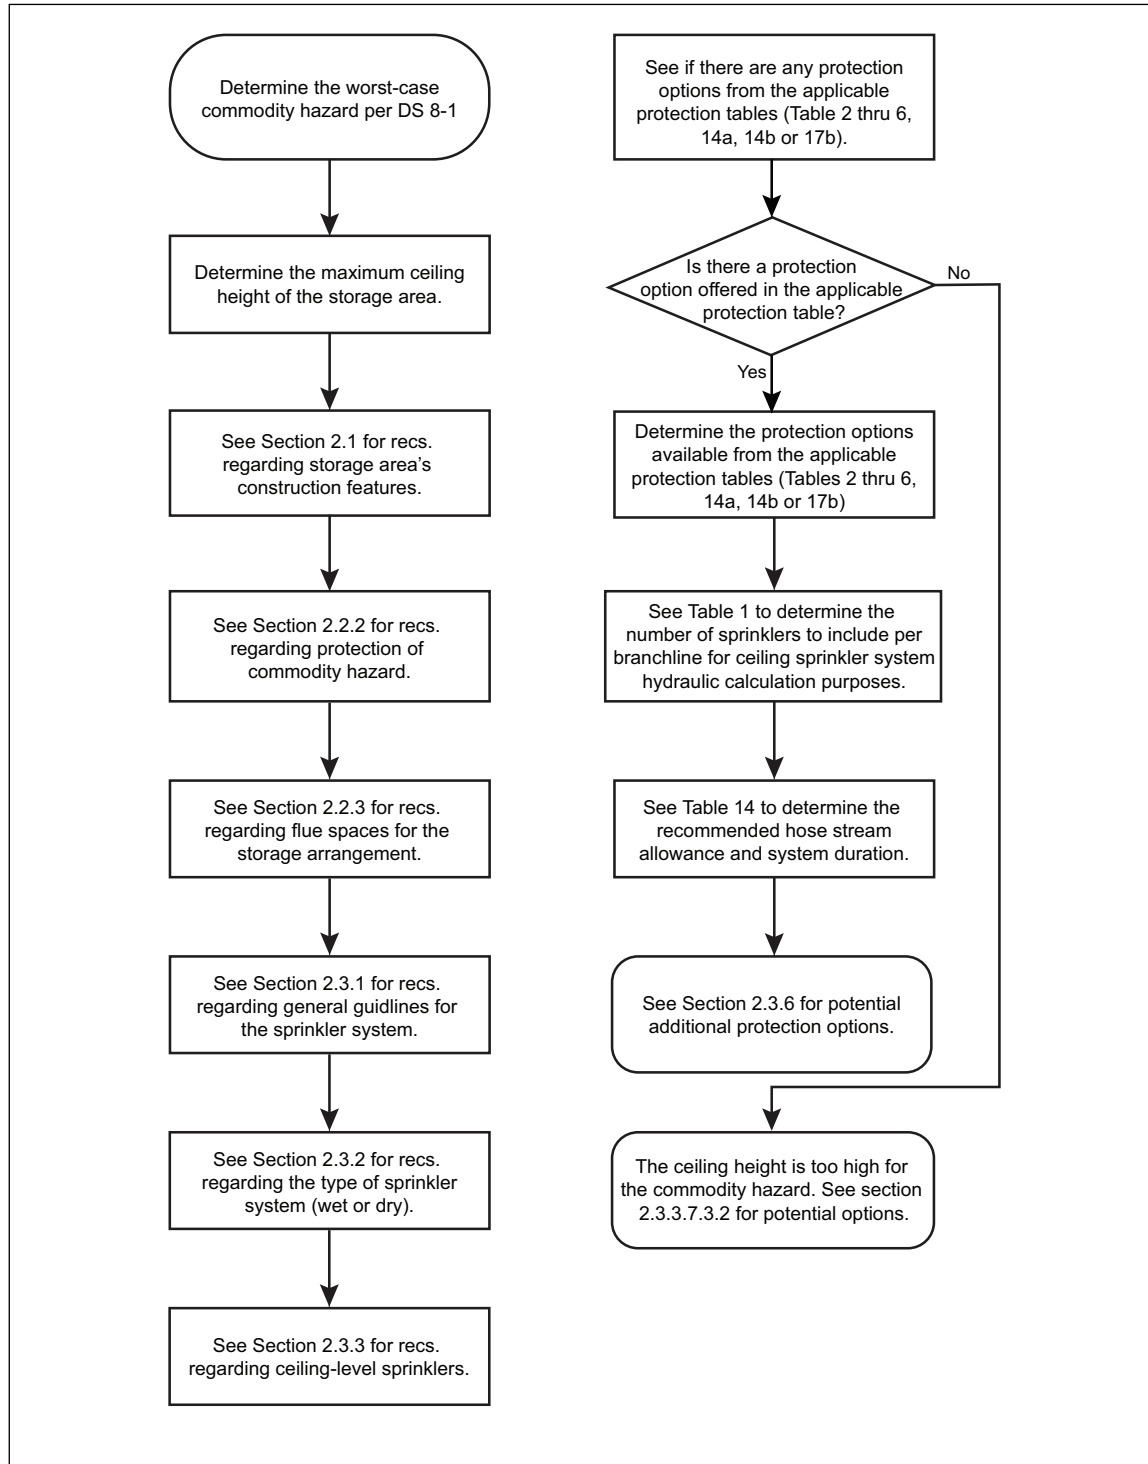 Determine the worst-case
commodity hazard per DS 8-1
Determine the maximum ceiling
height of the storage area.
See Section 2.1 for recs.
regarding storage area's
construction features.
See Section 2.2.2 for recs.
regarding protection of
commodity hazard.
See Section 2.2.3 for recs.
regarding flue spaces for the
storage arrangement.
See Section 2.3.1 for recs.
regarding general guidlines for
the sprinkler system.
See Section 2.3.2 for recs.
regarding the type of sprinkler
system (wet or dry).
See Section 2.3.3 for recs.
regarding ceiling-level sprinklers.
See if there are any protection
options from the applicable
protection tables (Table 2 thru 6,
14a, 14b or 17b).
Is there a protection
option offered in the applicable
protection table?
No
Yes
Determine the protection options
available from the applicable
protection tables (Tables 2 thru 6,
14a, 14b or 17b)
See Table 1 to determine the
number of sprinklers to include per
branchline for ceiling sprinkler system
hydraulic calculation purposes.
See Table 14 to determine the
recommended hose stream
allowance and system duration.
See Section 2.3.6 for potential
additional protection options.
The ceiling height is too high for
the commodity hazard. See section
2.3.3.7.3.2 for potential options.